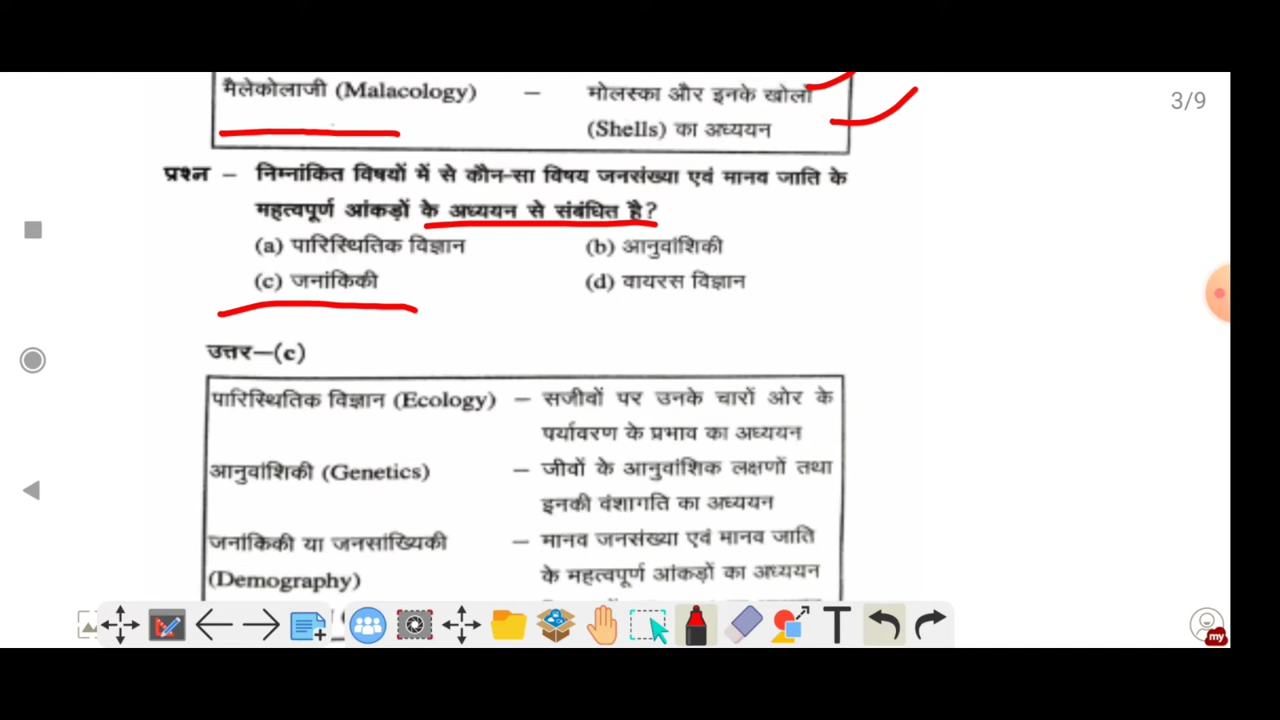 मैलेकोलाजी (Malacology) – मोलस्का और इनके खोलों
(Shells) का अध्ययन
3/9
प्रश्न – निम्नांकित विषयों में से कौन-सा विषय जनसंख्या एवं मानव जाति के
महत्वपूर्ण आंकड़ों के अध्ययन से संबंधित है?
(a) पारिस्थितिक विज्ञान (b) आनुवांशिकी
(c) जनांकिकी (d) वायरस विज्ञान
उत्तर–(c)
पारिस्थितिक विज्ञान (Ecology) – सजीवों पर उनके चारों ओर के
पर्यावरण के प्रभाव का अध्ययन
आनुवांशिकी (Genetics) – जीवों के आनुवांशिक लक्षणों तथा
इनकी वंशागति का अध्ययन
जनांकिकी या जनसांख्यिकी – मानव जनसंख्या एवं मानव जाति
(Demography) के महत्वपूर्ण आंकड़ों का अध्ययन
T
my